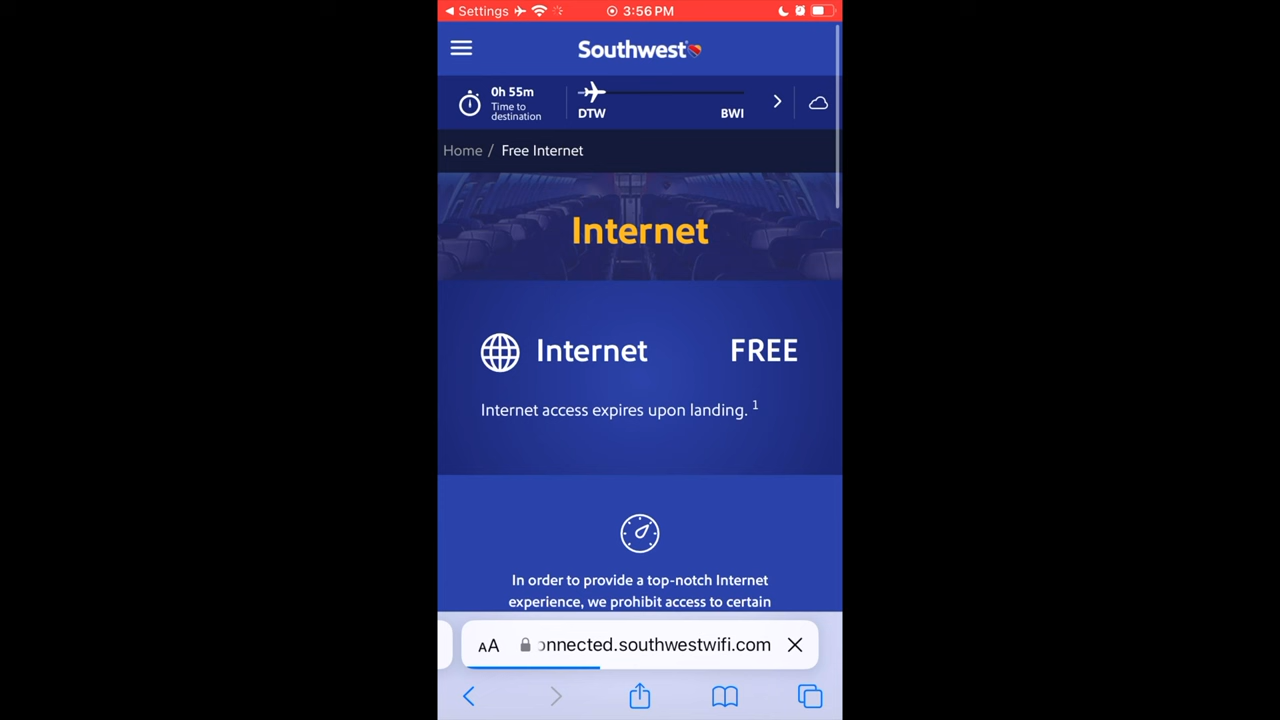 Settings 3:56 PM
Southwest
0h 55m
Time to
destination
DTW BWI
Home / Free Internet
Internet
Internet FREE
Internet access expires upon landing. 1
In order to provide a top-notch Internet
experience, we prohibit access to certain
AA onnected.southwestwifi.com